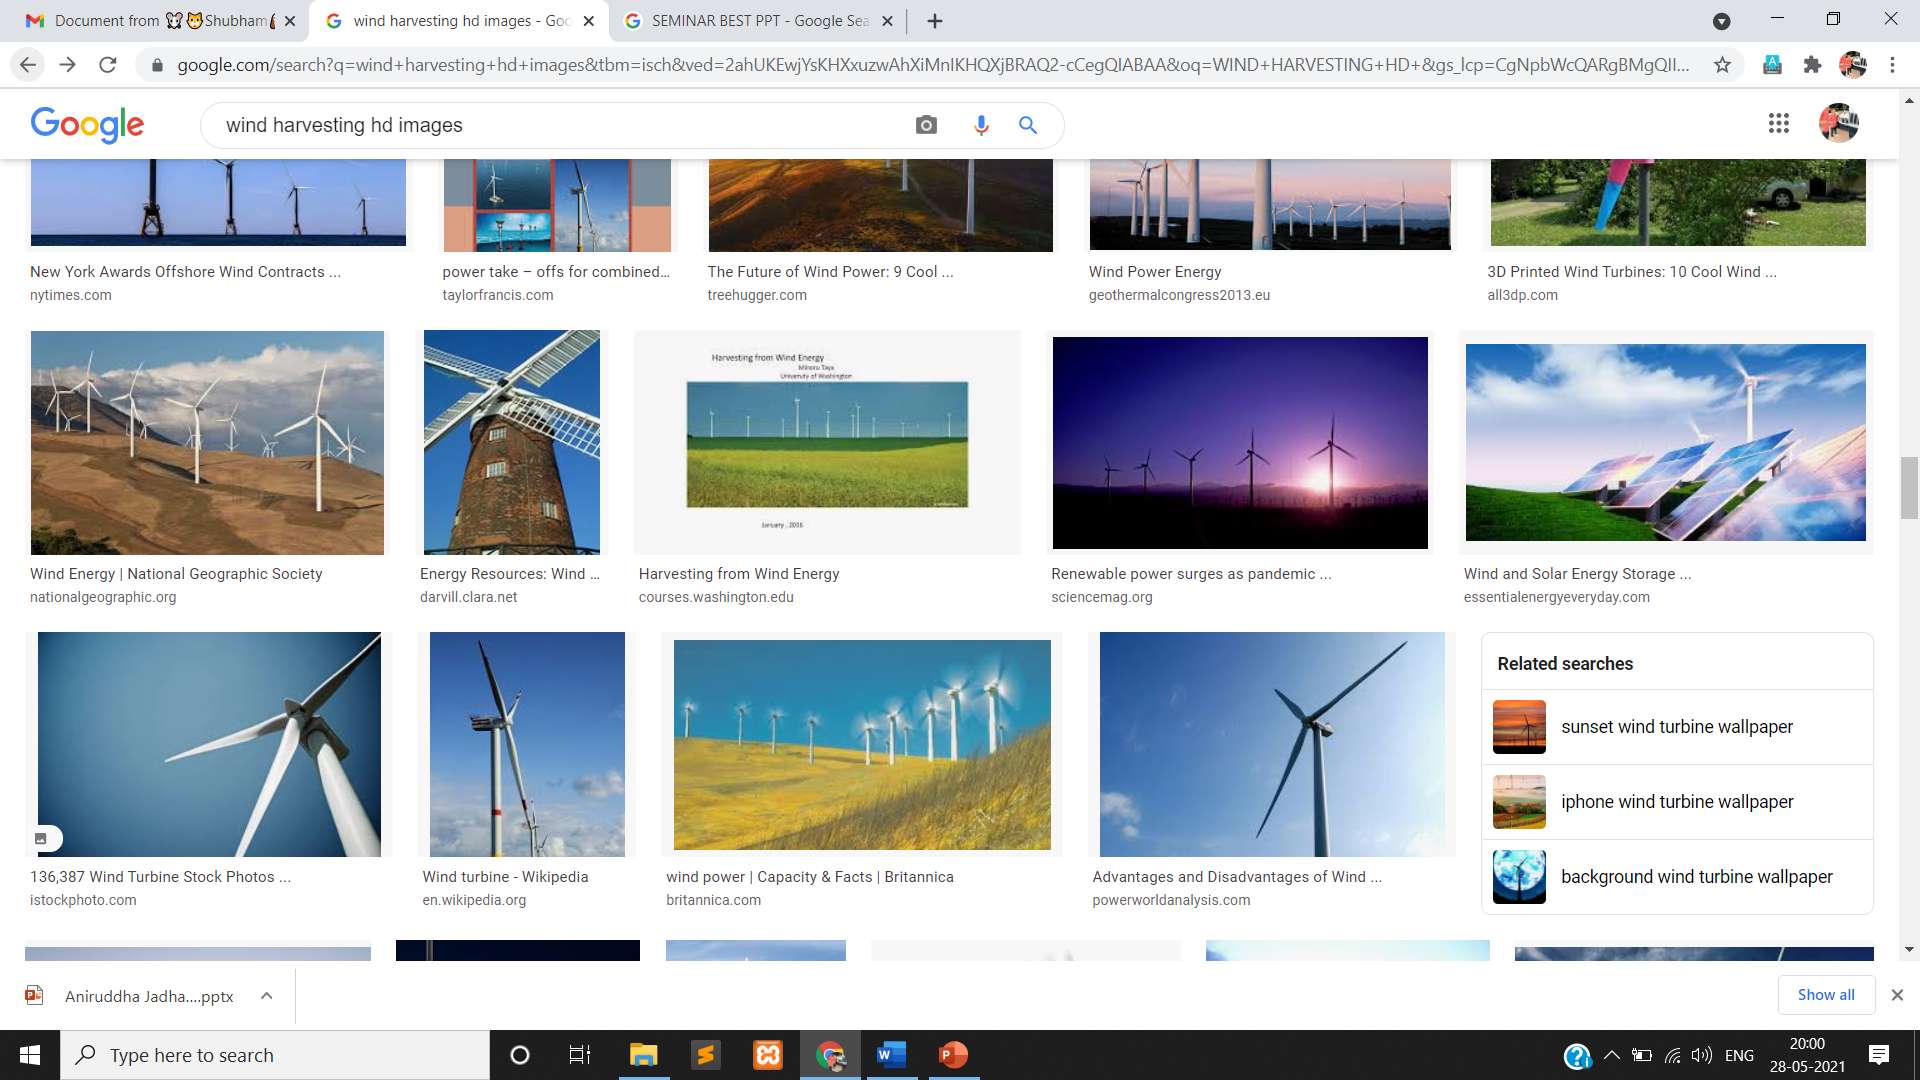 Document from 🐭🐱Shubham
wind harvesting hd images - Goo
SEMINAR BEST PPT - Google Sea
google.com/search?q=wind+harvesting+hd+images&tbm=isch&ved=2ahUKEwjYsKHXxuzwAhXiMnIKHQXjBRAQ2-cCegQIABAA&oq=WIND+HARVESTING+HD+&gs_lcp=CgNpbWcQARgBMgQII...
Google
wind harvesting hd images
New York Awards Offshore Wind Contracts ...
nytimes.com
power take – offs for combined...
taylorfrancis.com
The Future of Wind Power: 9 Cool ...
treehugger.com
Wind Power Energy
geothermalcongress2013.eu
3D Printed Wind Turbines: 10 Cool Wind ...
all3dp.com
Harvesting from Wind Energy
Minoru Taya
University of Washington
January, 2016
Wind Energy | National Geographic Society
nationalgeographic.org
Energy Resources: Wind ...
darvill.clara.net
Harvesting from Wind Energy
courses.washington.edu
Renewable power surges as pandemic ...
sciencemag.org
Wind and Solar Energy Storage ...
essentialenergyeveryday.com
136,387 Wind Turbine Stock Photos ...
istockphoto.com
Wind turbine - Wikipedia
en.wikipedia.org
wind power | Capacity & Facts | Britannica
britannica.com
Advantages and Disadvantages of Wind ...
powerworldanalysis.com
Related searches
sunset wind turbine wallpaper
iphone wind turbine wallpaper
background wind turbine wallpaper
Aniruddha Jadha....pptx
Show all
Type here to search
ENG
20:00
28-05-2021